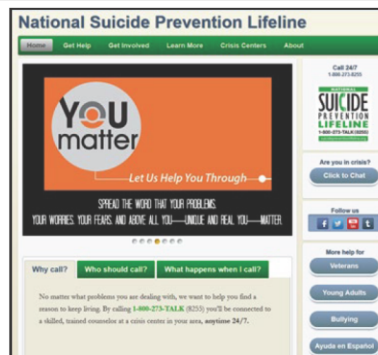 National Suicide Prevention Lifeline
Home Get Help Get Involved Learn More Crisis Centers About
YOU
matter
Let Us Help You Through
SPREAD THE WORD THAT YOUR PROBLEMS.
YOUR WORRIES YOUR FEARS. AND ABOVE ALL YOU—UNIQUE AND REAL YOU—MATTER.
Call 24/7
1-800-273-8255
NATIONAL
SUICIDE
PREVENTION
LIFELINE
1-800-273-TALK (8255)
Are you in crisis?
Click to Chat
Follow us
More help for
Veterans
Young Adults
Bullying
Ayuda en Español
Why call? Who should call? What happens when I call?
No matter what problems you are dealing with, we want to help you find a
reason to keep living. By calling 1-800-273-TALK (8255) you'll be connected to
a skilled, trained counselor at a crisis center in your area, anytime 24/7.